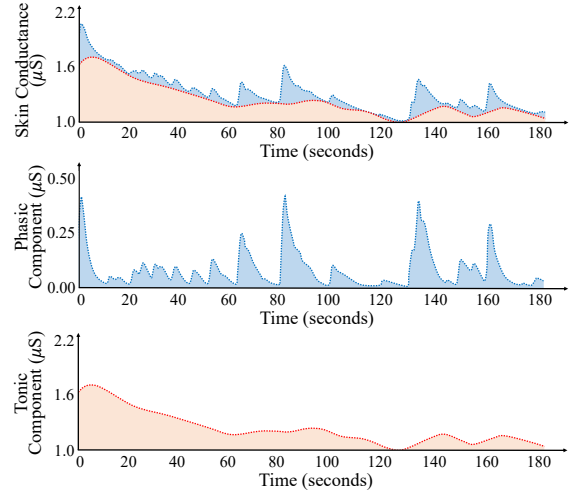 Skin Conductance
(μS)
2.2
1.6
1.0
0 20 40 60 80 100 120 140 160 180
Time (seconds)
Phasic
Component (μS)
0.50
0.25
0.00
0 20 40 60 80 100 120 140 160 180
Time (seconds)
Tonic
Component (μS)
2.2
1.6
1.0
0 20 40 60 80 100 120 140 160 180
Time (seconds)